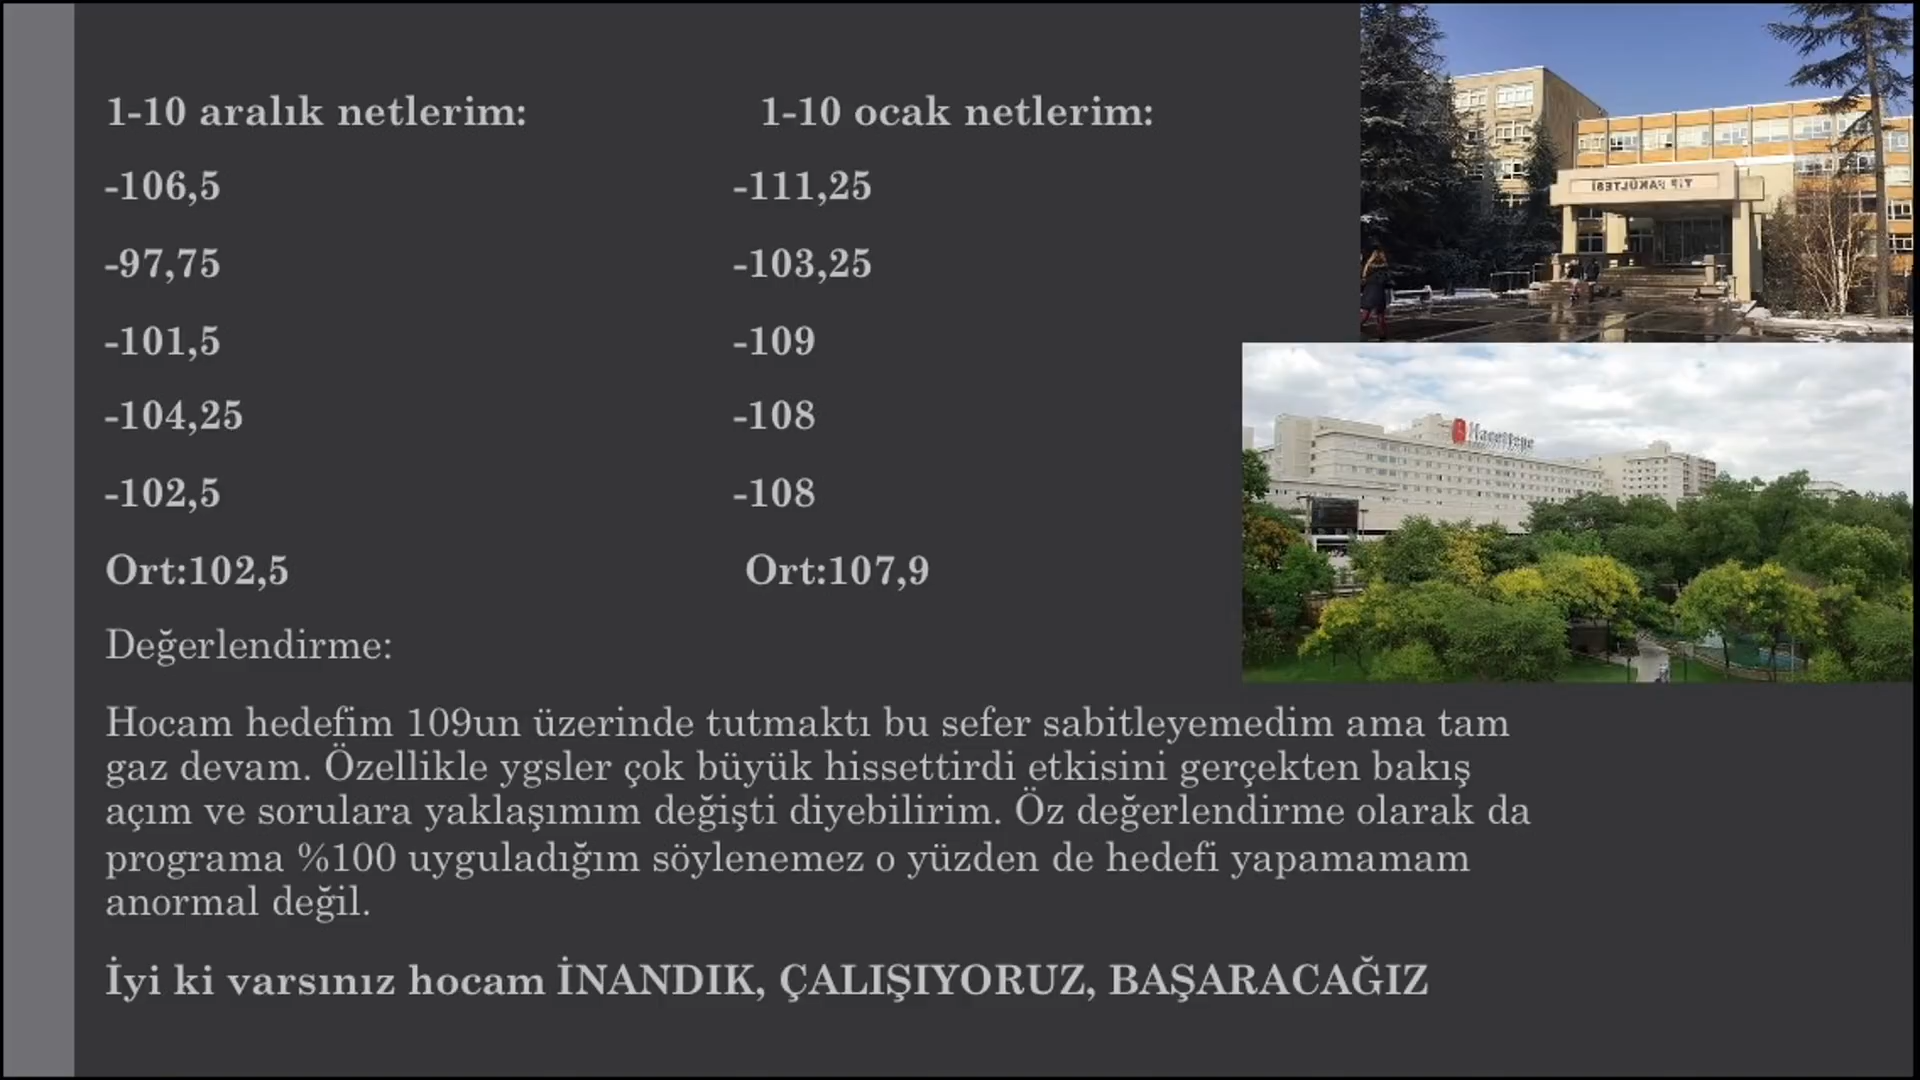 1-10 aralık netlerim: 1-10 ocak netlerim:
-106,5 -111,25
-97,75 -103,25
-101,5 -109
-104,25 -108
-102,5 -108
Ort:102,5 Ort:107,9
Değerlendirme:
Hocam hedefim 109un üzerinde tutmaktı bu sefer sabitleyemedim ama tam
gaz devam. Özellikle ygsler çok büyük hissettirdi etkisini gerçekten bakış
açım ve sorulara yaklaşımım değişti diyebilirim. Öz değerlendirme olarak da
programa %100 uyguladığım söylenemez o yüzden de hedefi yapamamam
anormal değil.
İyi ki varsınız hocam İNANDIK, ÇALIŞIYORUZ, BAŞARACAĞIZ
TIP FAKÜLTESİ
Hacettepe